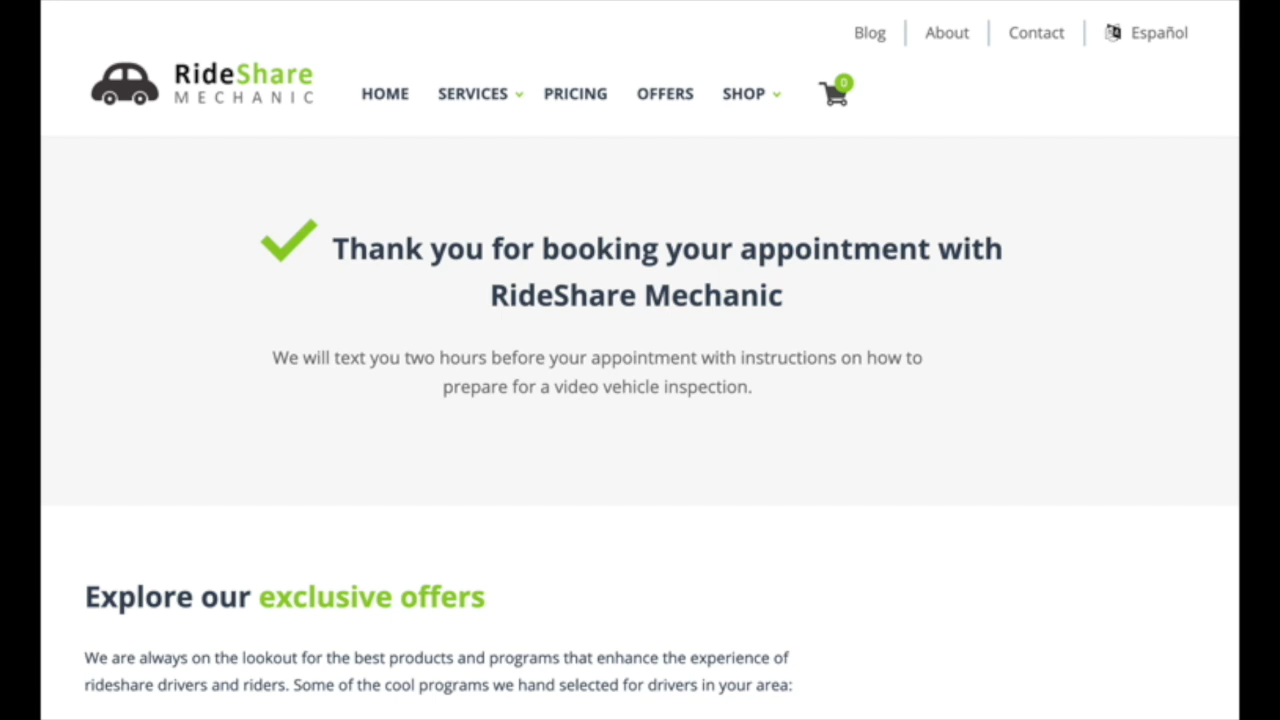 Blog
About
Contact
Español
RideShare
MECHANIC
HOME
SERVICES
PRICING
OFFERS
SHOP
0
Thank you for booking your appointment with
RideShare Mechanic
We will text you two hours before your appointment with instructions on how to
prepare for a video vehicle inspection.
Explore our exclusive offers
We are always on the lookout for the best products and programs that enhance the experience of
rideshare drivers and riders. Some of the cool programs we hand selected for drivers in your area: